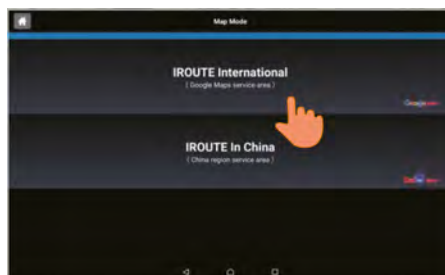 Map Mode
IROUTE International
( Google Maps service area )
IROUTE In China
( China region service area )